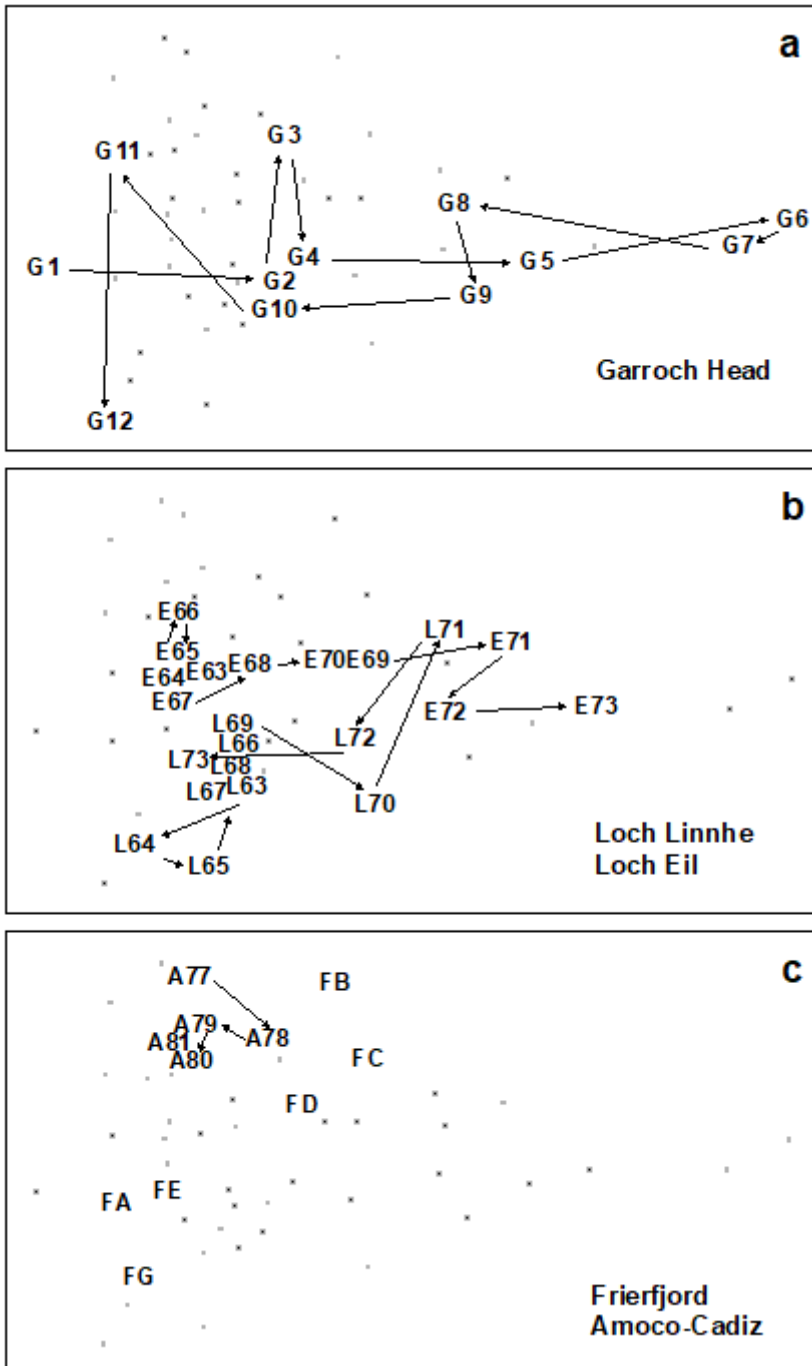 a
G3
G11
G8
G6
G7
G4
G5
G1
G2
G9
G10
Garroch Head
G12
b
E66
L71
E71
E65
E70 E69
E68
E63
E64
E67
E72
E73
L69
L66
L72
L73
L68
L63
L67
L70
L64
L65
Loch Linnhe
Loch Eil
c
A77
FB
A79
A78
A81
A80
FC
FD
FE
FA
FG
Frierfjord
Amoco-Cadiz